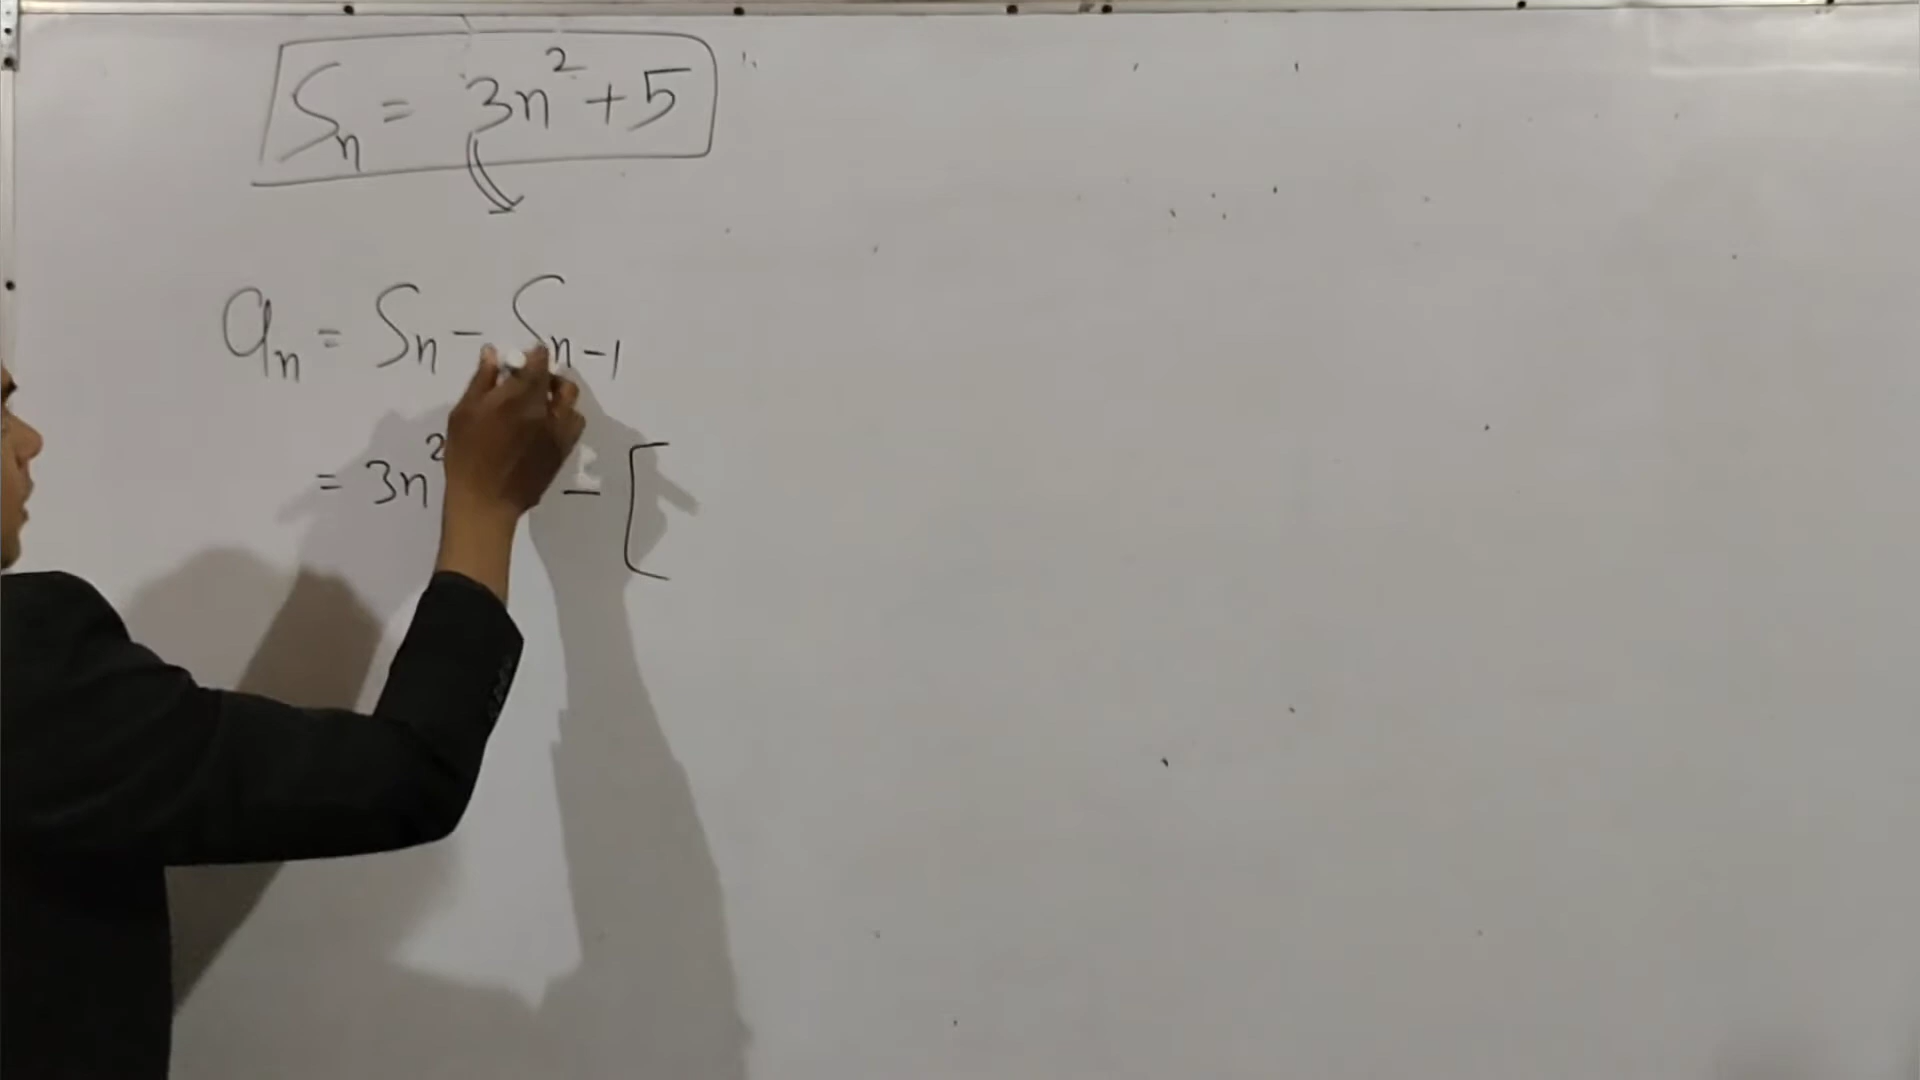 Sn = 3n² + 5
an = Sn - Sn-1
= 3n² - [